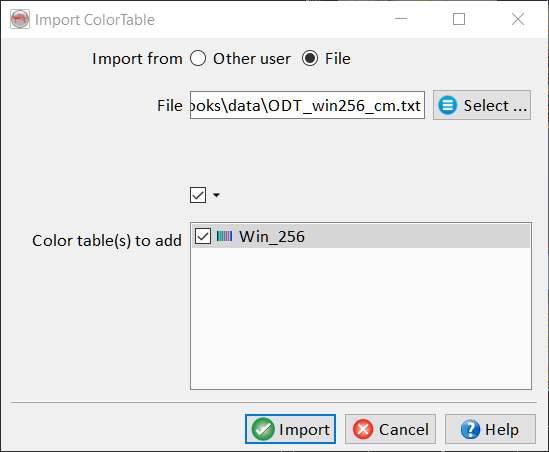 Import ColorTable
Import from Other user File
File ooks\data\ODT_win256_cm.txt Select ...
Color table(s) to add Win_256
Import Cancel Help